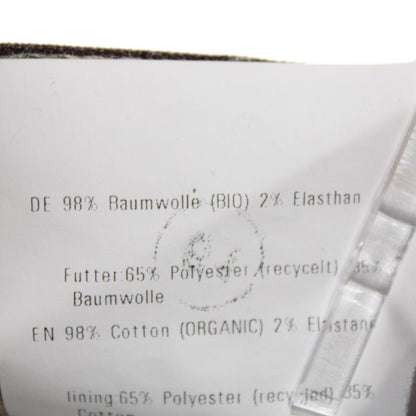 DE 98% Baumwolle (BIO) 2% Elasthan
Futter:65% Polyester (recycelt) 35%
Baumwolle
EN 98% Cotton (ORGANIC) 2% Elastane
lining:65% Polyester (recycled) 35%
Cotton